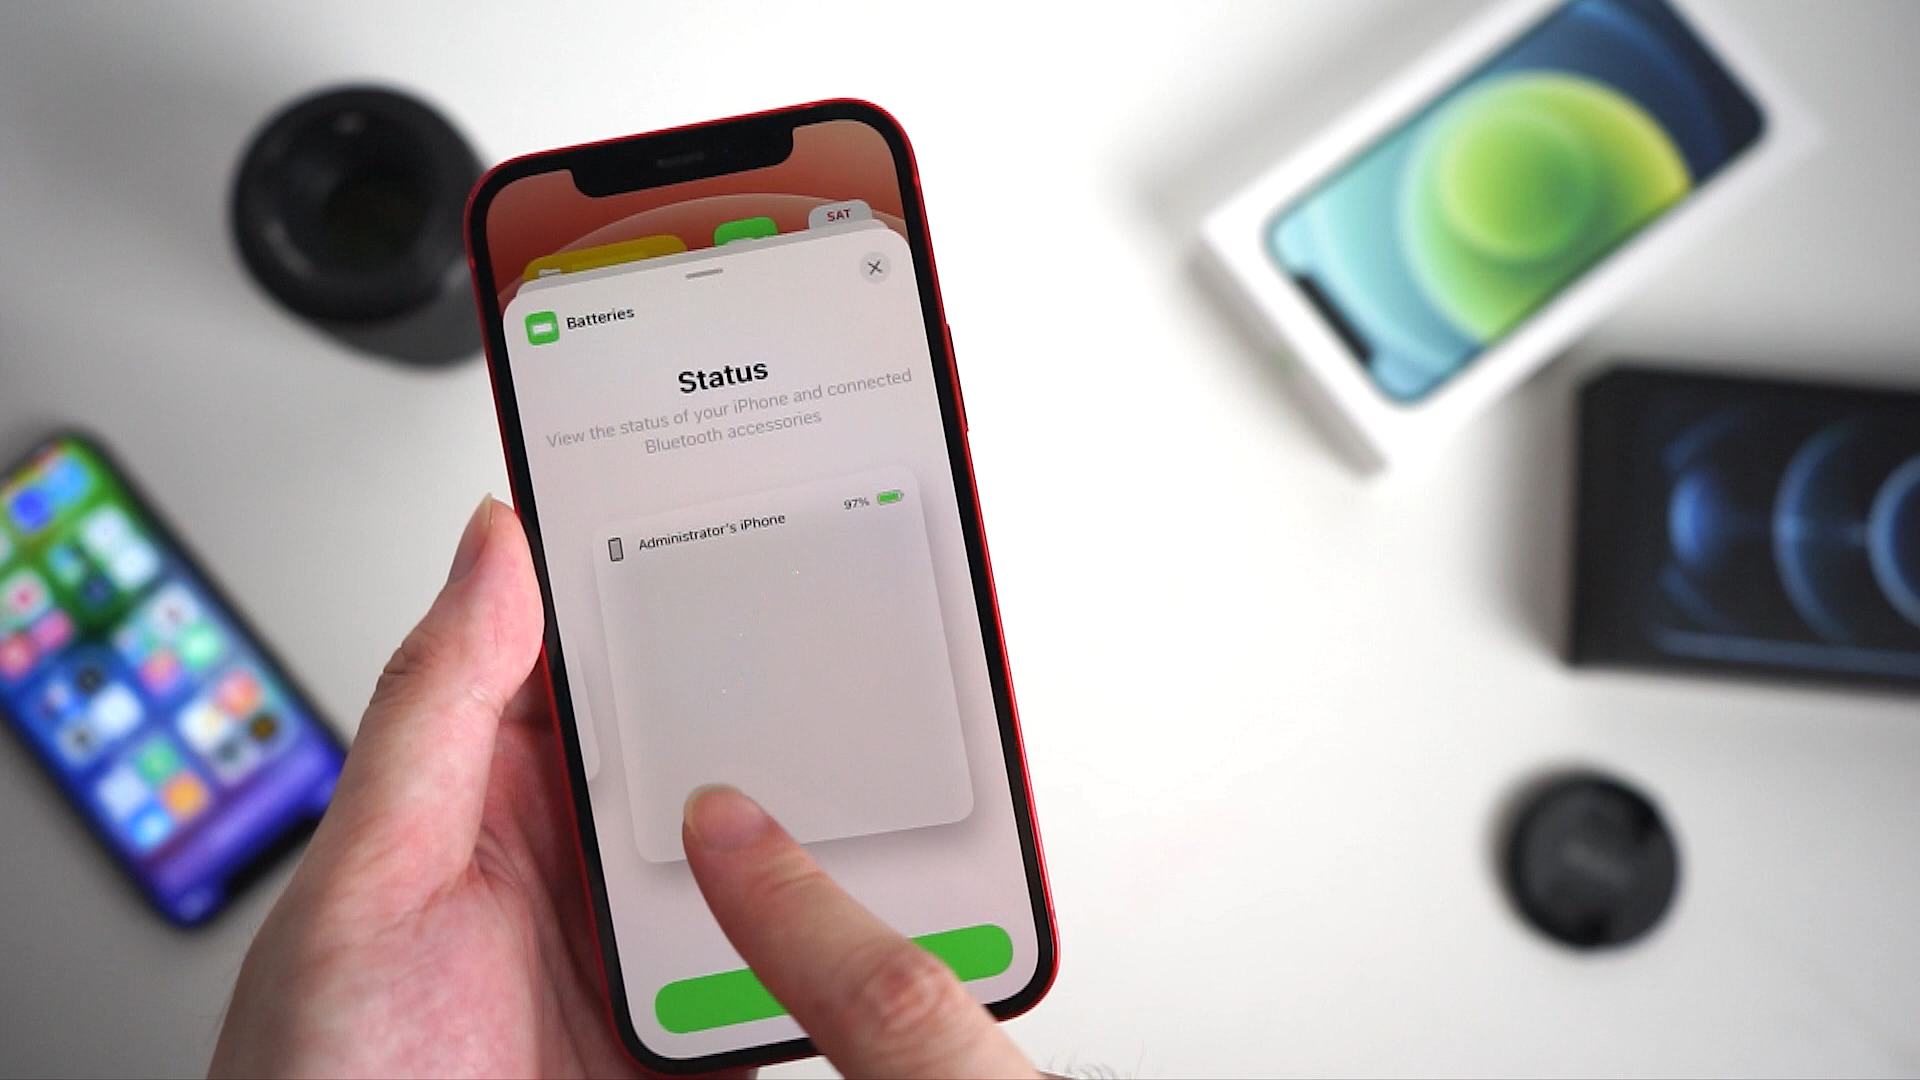 SAT
Batteries
Status
View the status of your iPhone and connected
Bluetooth accessories
97%
Administrator's iPhone